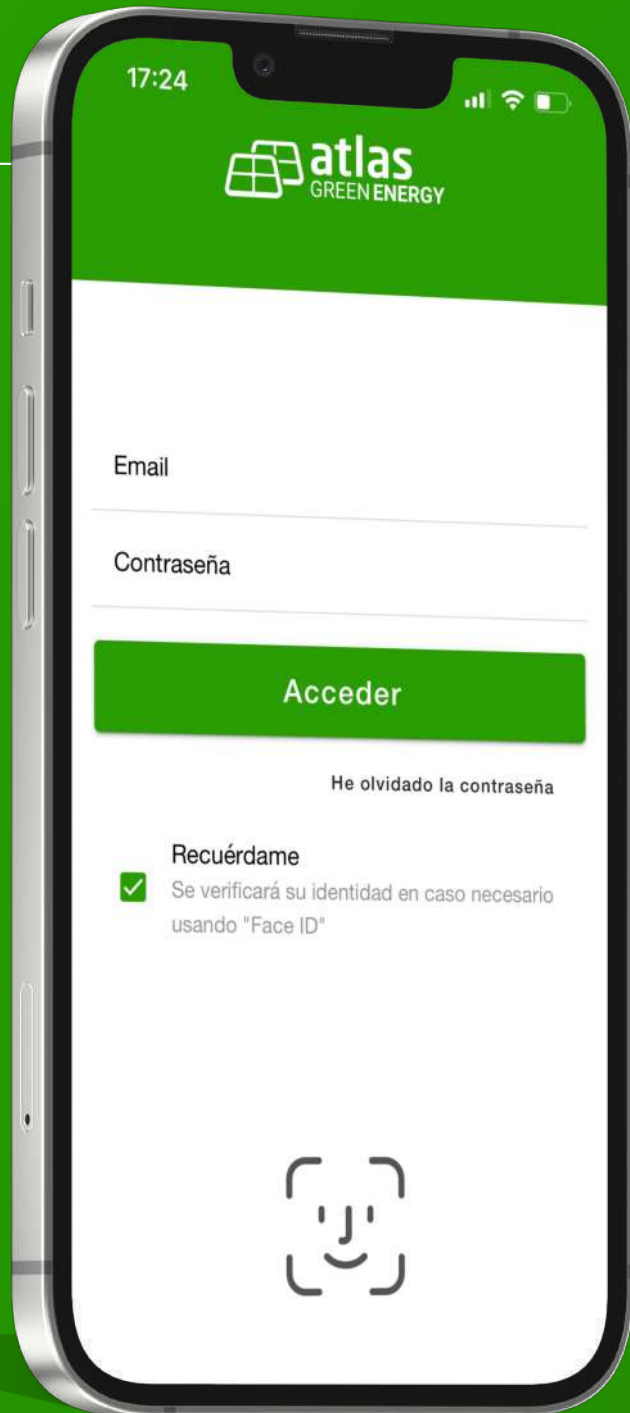 17:24
atlas
GREEN ENERGY
Email
Contraseña
Acceder
He olvidado la contraseña
Recuérdame
Se verificará su identidad en caso necesario
usando "Face ID"